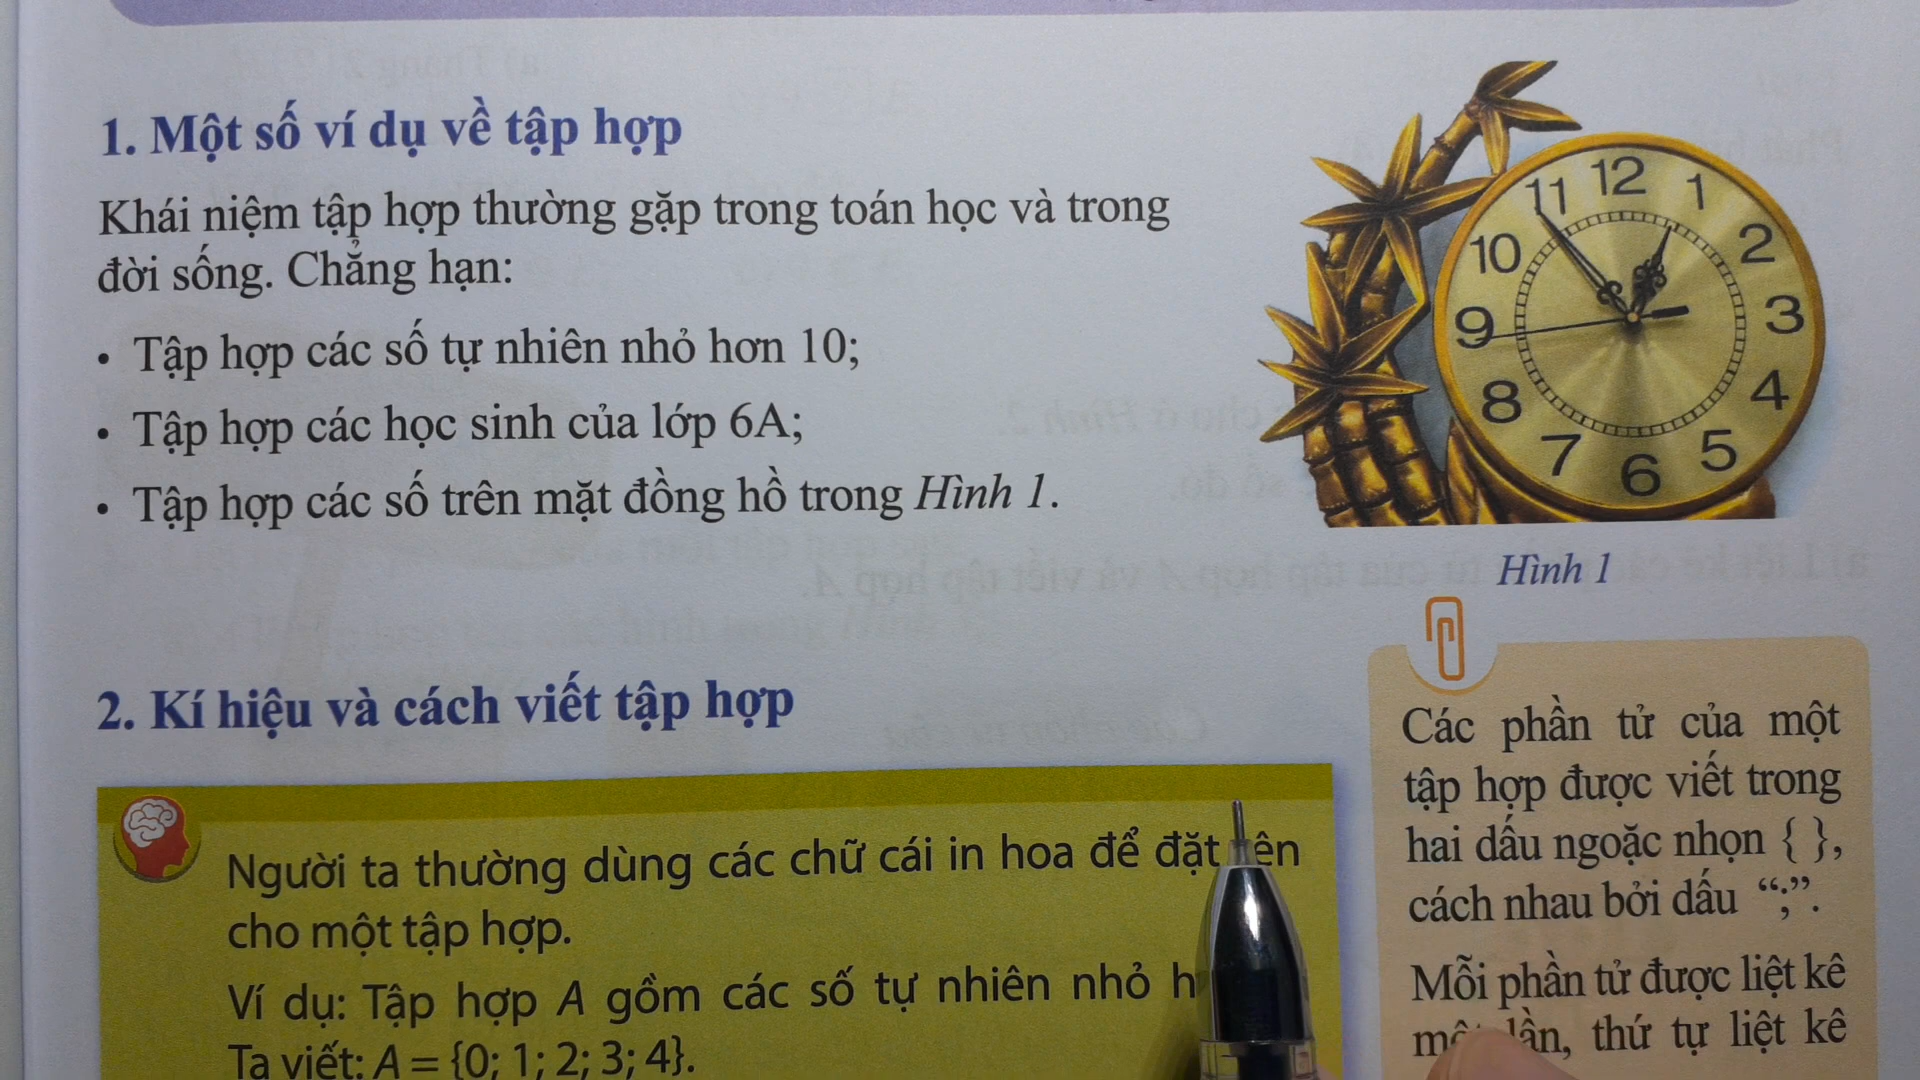 1. Một số ví dụ về tập hợp
Khái niệm tập hợp thường gặp trong toán học và trong
đời sống. Chẳng hạn:
• Tập hợp các số tự nhiên nhỏ hơn 10;
• Tập hợp các học sinh của lớp 6A;
• Tập hợp các số trên mặt đồng hồ trong Hình 1.
12
1
2
3
4
5
6
7
8
9
10
11
Hình 1
2. Kí hiệu và cách viết tập hợp
Người ta thường dùng các chữ cái in hoa để đặt
cho một tập hợp.
Ví dụ: Tập hợp A gồm các số tự nhiên nhỏ
Ta viết: A = {0; 1; 2; 3; 4}.
Các phần tử của một
tập hợp được viết trong
hai dấu ngoặc nhọn { },
cách nhau bởi dấu “;”.
Mỗi phần tử được liệt kê
lần, thứ tự liệt kê